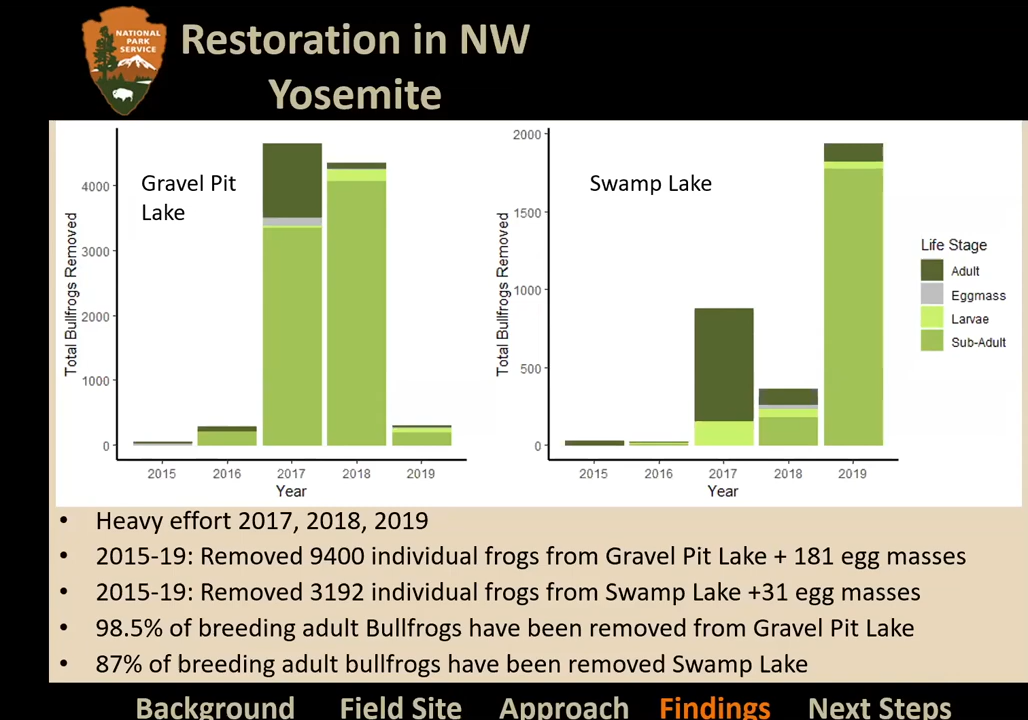 NATIONAL
PARK
SERVICE
Restoration in NW
Yosemite
Gravel Pit
Lake
Total Bullfrogs Removed
4000
3000
2000
1000
0
2015 2016 2017 2018 2019
Year
Swamp Lake
Total Bullfrogs Removed
2000
1500
1000
500
0
2015 2016 2017 2018 2019
Year
Life Stage
Adult
Eggmass
Larvae
Sub-Adult
• Heavy effort 2017, 2018, 2019
• 2015-19: Removed 9400 individual frogs from Gravel Pit Lake + 181 egg masses
• 2015-19: Removed 3192 individual frogs from Swamp Lake +31 egg masses
• 98.5% of breeding adult Bullfrogs have been removed from Gravel Pit Lake
• 87% of breeding adult bullfrogs have been removed Swamp Lake
Background Field Site Approach Findings Next Steps